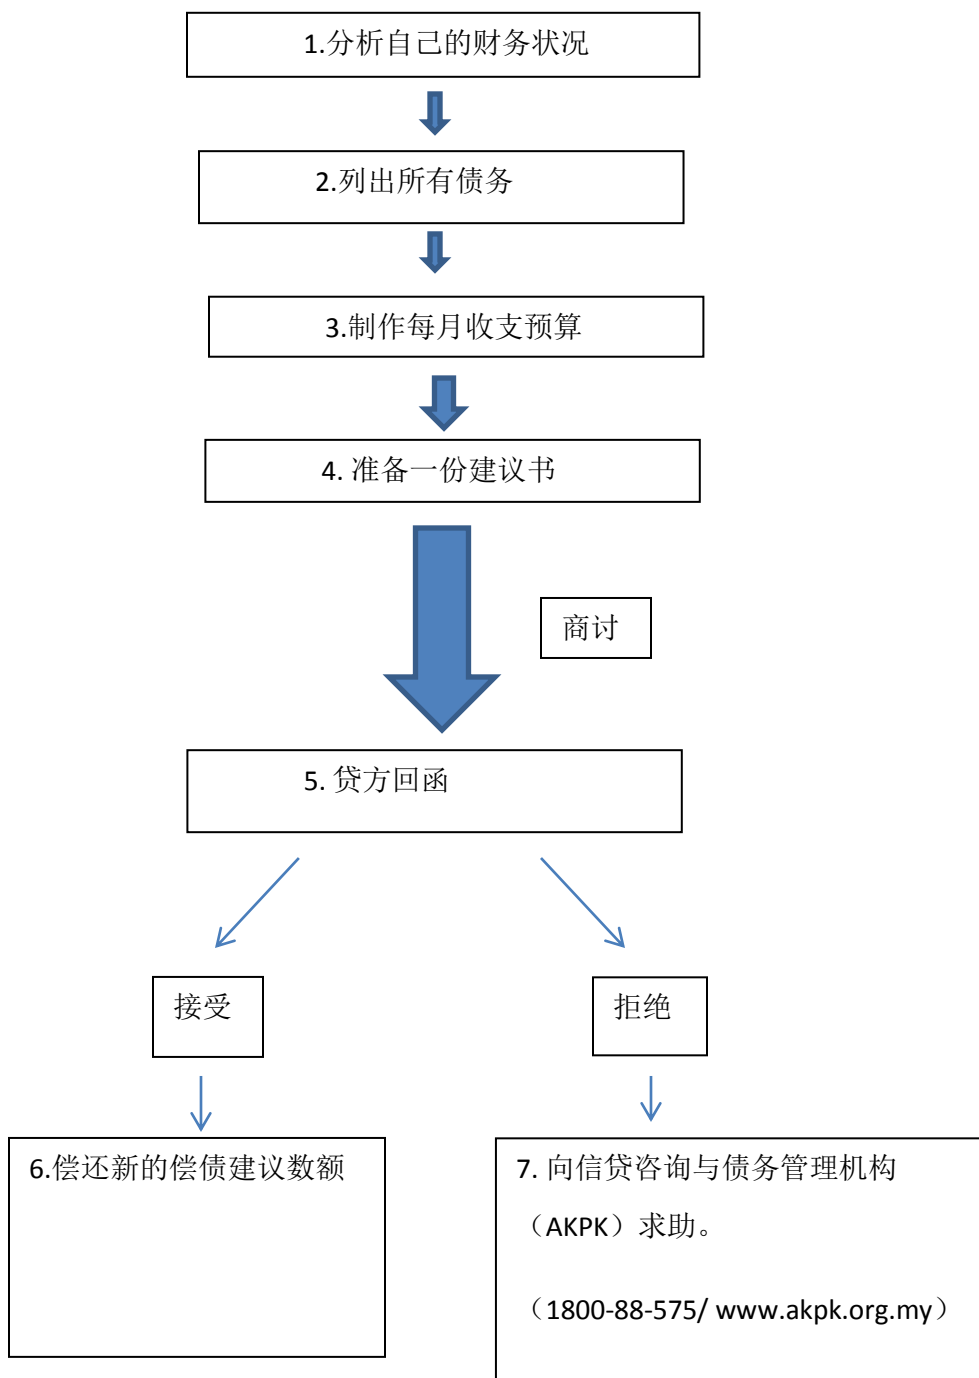 1.分析自己的财务状况
2.列出所有债务
3.制作每月收支预算
4. 准备一份建议书
商讨
5. 贷方回函
接受
拒绝
6.偿还新的偿债建议数额
7. 向信贷咨询与债务管理机构
（AKPK）求助。
（1800-88-575/ www.akpk.org.my）